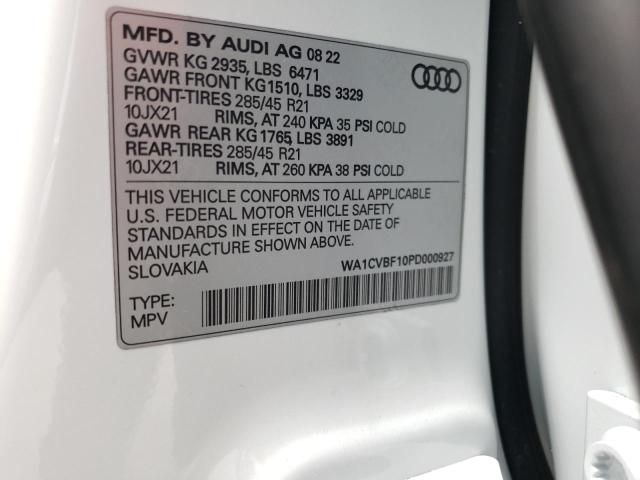 MFD. BY AUDI AG 08 22
GVWR KG 2935, LBS 6471
GAWR FRONT KG1510, LBS 3329
FRONT-TIRES 285/45 R21
10JX21 RIMS, AT 240 KPA 35 PSI COLD
GAWR REAR KG 1765, LBS 3891
REAR-TIRES 285/45 R21
10JX21 RIMS, AT 260 KPA 38 PSI COLD
THIS VEHICLE CONFORMS TO ALL APPLICABLE
U.S. FEDERAL MOTOR VEHICLE SAFETY
STANDARDS IN EFFECT ON THE DATE OF
MANUFACTURE SHOWN ABOVE.
SLOVAKIA WA1CVBF10PD000927
TYPE:
MPV